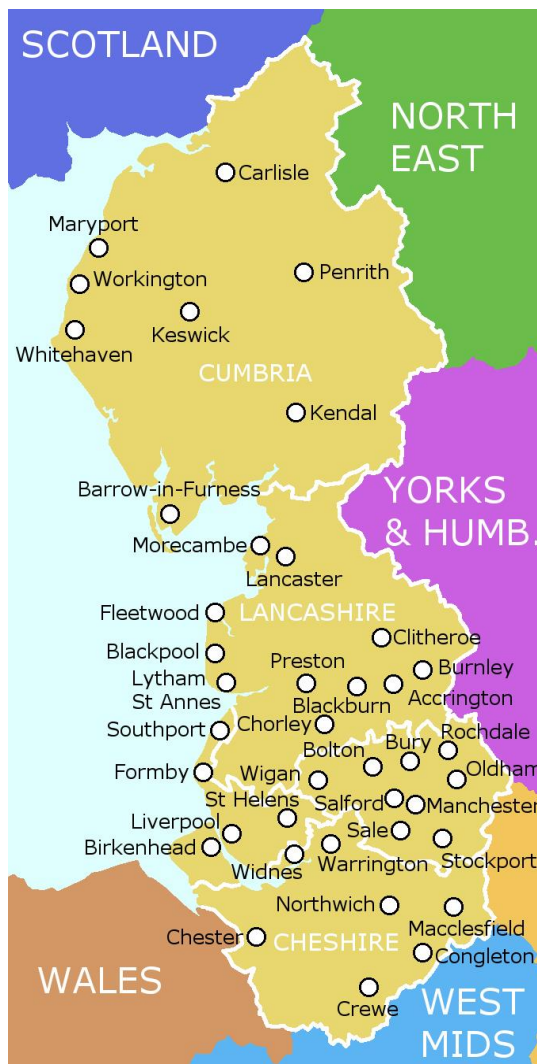 SCOTLAND
NORTH
EAST
Carlisle
Maryport
Workington
Penrith
Keswick
Whitehaven
CUMBRIA
Kendal
Barrow-in-Furness
YORKS
& HUMB.
Morecambe
Lancaster
Fleetwood
LANCASHIRE
Clitheroe
Blackpool
Preston
Burnley
Lytham
St Annes
Blackburn
Accrington
Southport
Chorley
Rochdale
Bolton
Bury
Formby
Wigan
Oldham
St Helens
Salford
Manchester
Liverpool
Sale
Birkenhead
Widnes
Warrington
Stockport
Northwich
Macclesfield
Chester
CHESHIRE
Congleton
WALES
Crewe
WEST
MIDS